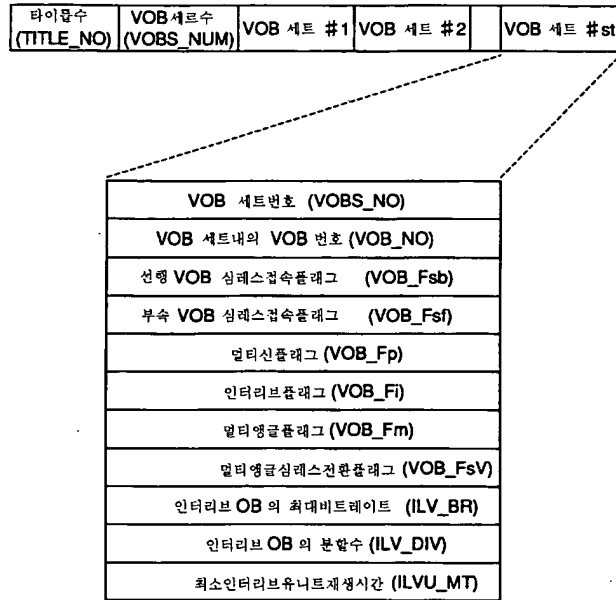 타이틀수 VOB세트수 VOB 세트 #1 VOB 세트 #2 VOB 세트 #st
(TITLE_NO) (VOBS_NUM)
VOB 세트번호 (VOBS_NO)
VOB 세트내의 VOB 번호 (VOB_NO)
선행 VOB 심레스접속플래그 (VOB_Fsb)
부속 VOB 심레스접속플래그 (VOB_Fsf)
멀티신플래그 (VOB_Fp)
인터리브플래그 (VOB_Fi)
멀티앵글플래그 (VOB_Fm)
멀티앵글심레스전환플래그 (VOB_FsV)
인터리브 OB 의 최대비트레이트 (ILV_BR)
인터리브 OB 의 분할수 (ILV_DIV)
최소인터리브유니트재생시간 (ILVU_MT)